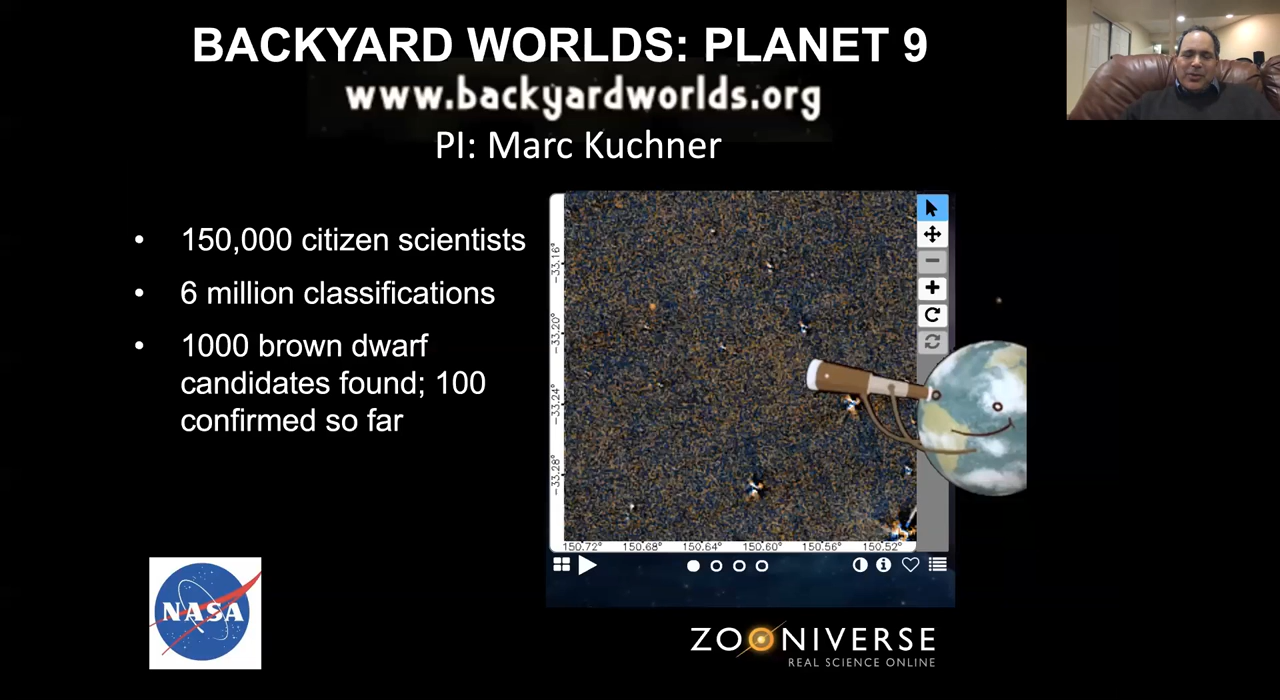 BACKYARD WORLDS: PLANET 9
www.backyardworlds.org
PI: Marc Kuchner
• 150,000 citizen scientists
• 6 million classifications
• 1000 brown dwarf
candidates found; 100
confirmed so far
-33.16°
-33.20°
-33.24°
-33.28°
150.72° 150.68° 150.64° 150.60° 150.56° 150.52°
NASA
ZOONIVERSE
REAL SCIENCE ONLINE